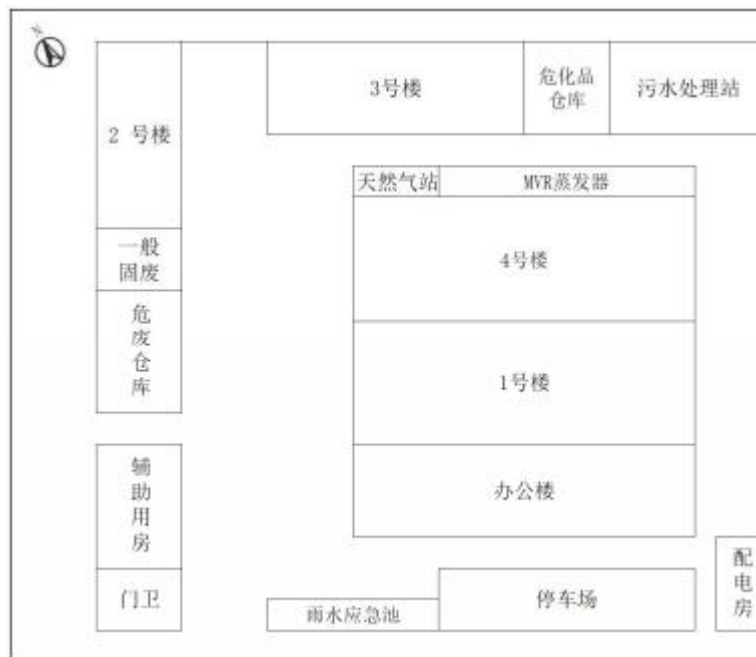 N
3号楼
危化品
仓库
污水处理站
2 号楼
天然气站
MVR蒸发器
一般
固废
4号楼
危
废
仓
库
1号楼
辅
助
用
房
办公楼
配
电
房
门卫
雨水应急池
停车场